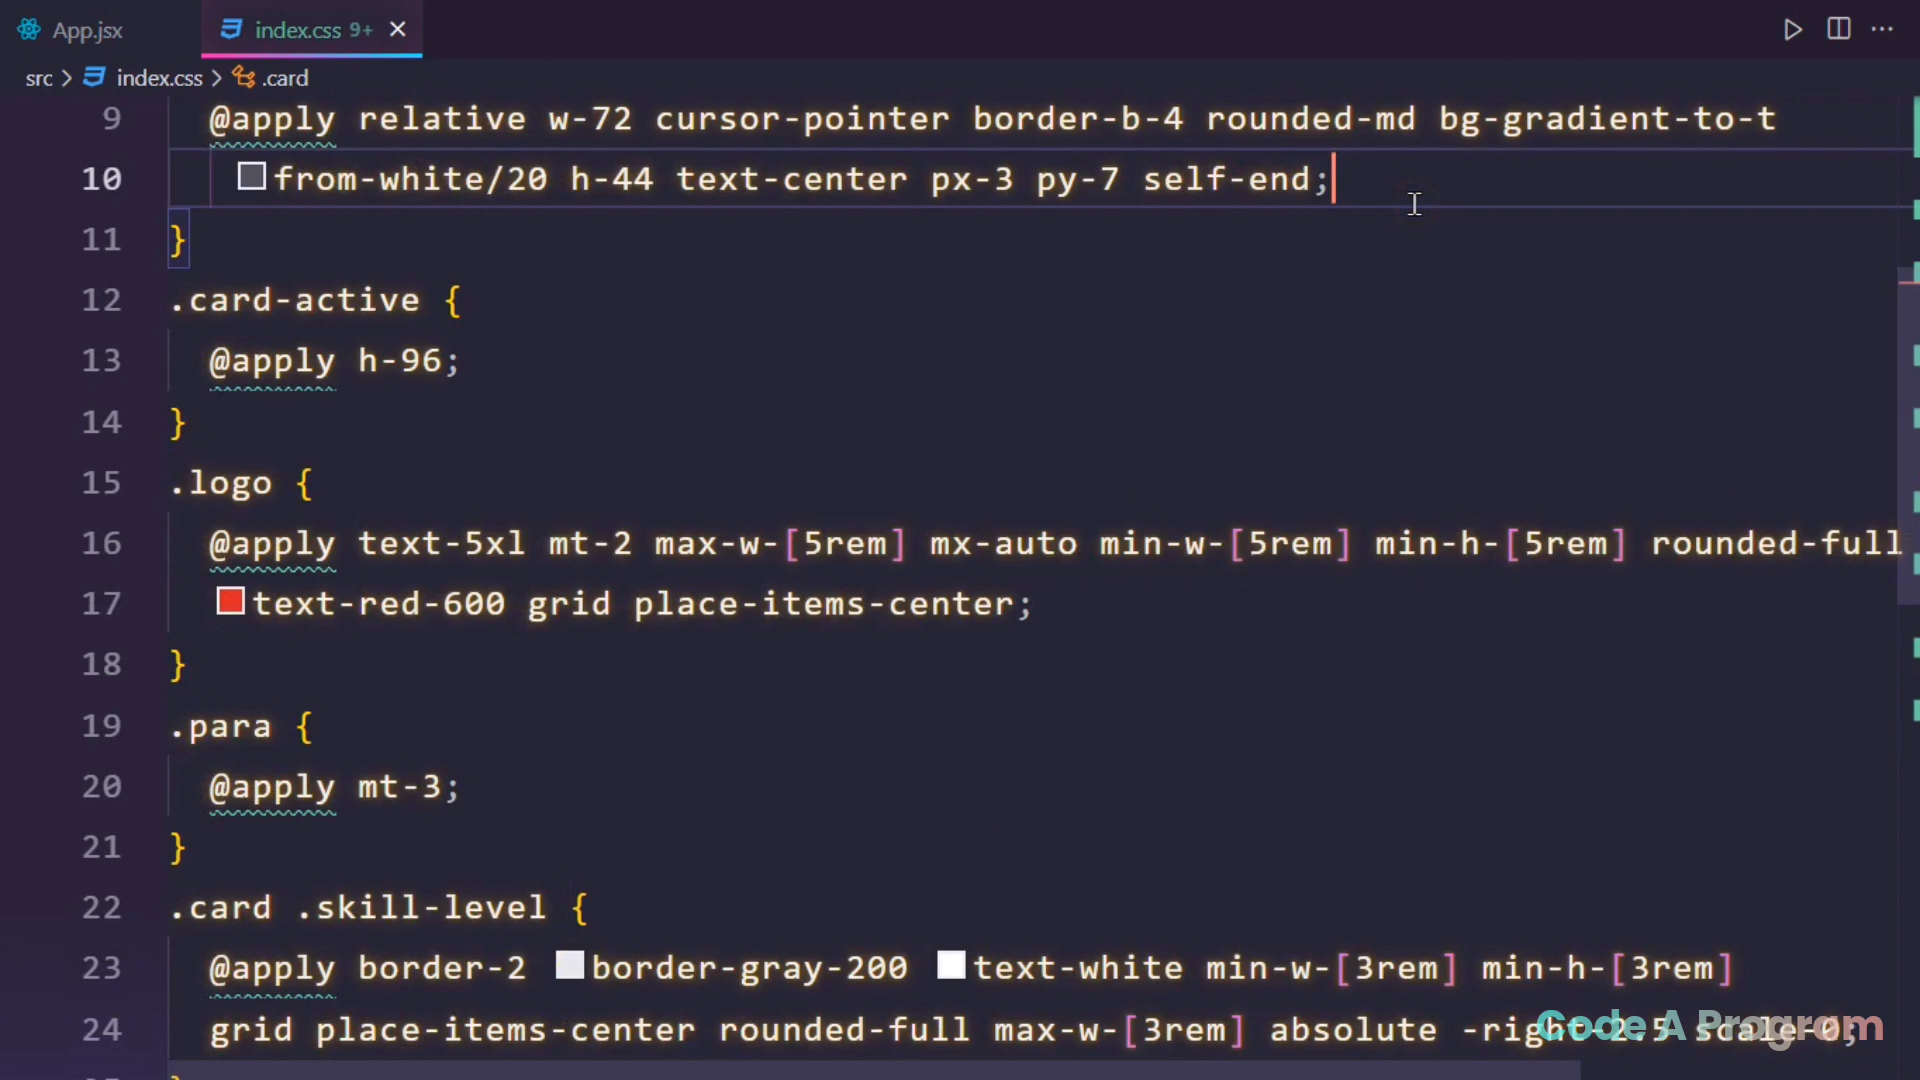 App.jsx
index.css 9+
src > index.css > .card
9 @apply relative w-72 cursor-pointer border-b-4 rounded-md bg-gradient-to-t
10 from-white/20 h-44 text-center px-3 py-7 self-end;
11 }
12 .card-active {
13 @apply h-96;
14 }
15 .logo {
16 @apply text-5xl mt-2 max-w-[5rem] mx-auto min-w-[5rem] min-h-[5rem] rounded-full
17 text-red-600 grid place-items-center;
18 }
19 .para {
20 @apply mt-3;
21 }
22 .card .skill-level {
23 @apply border-2 border-gray-200 text-white min-w-[3rem] min-h-[3rem]
24 grid place-items-center rounded-full max-w-[3rem] absolute -right-2.5 scale-0;
Code A Program